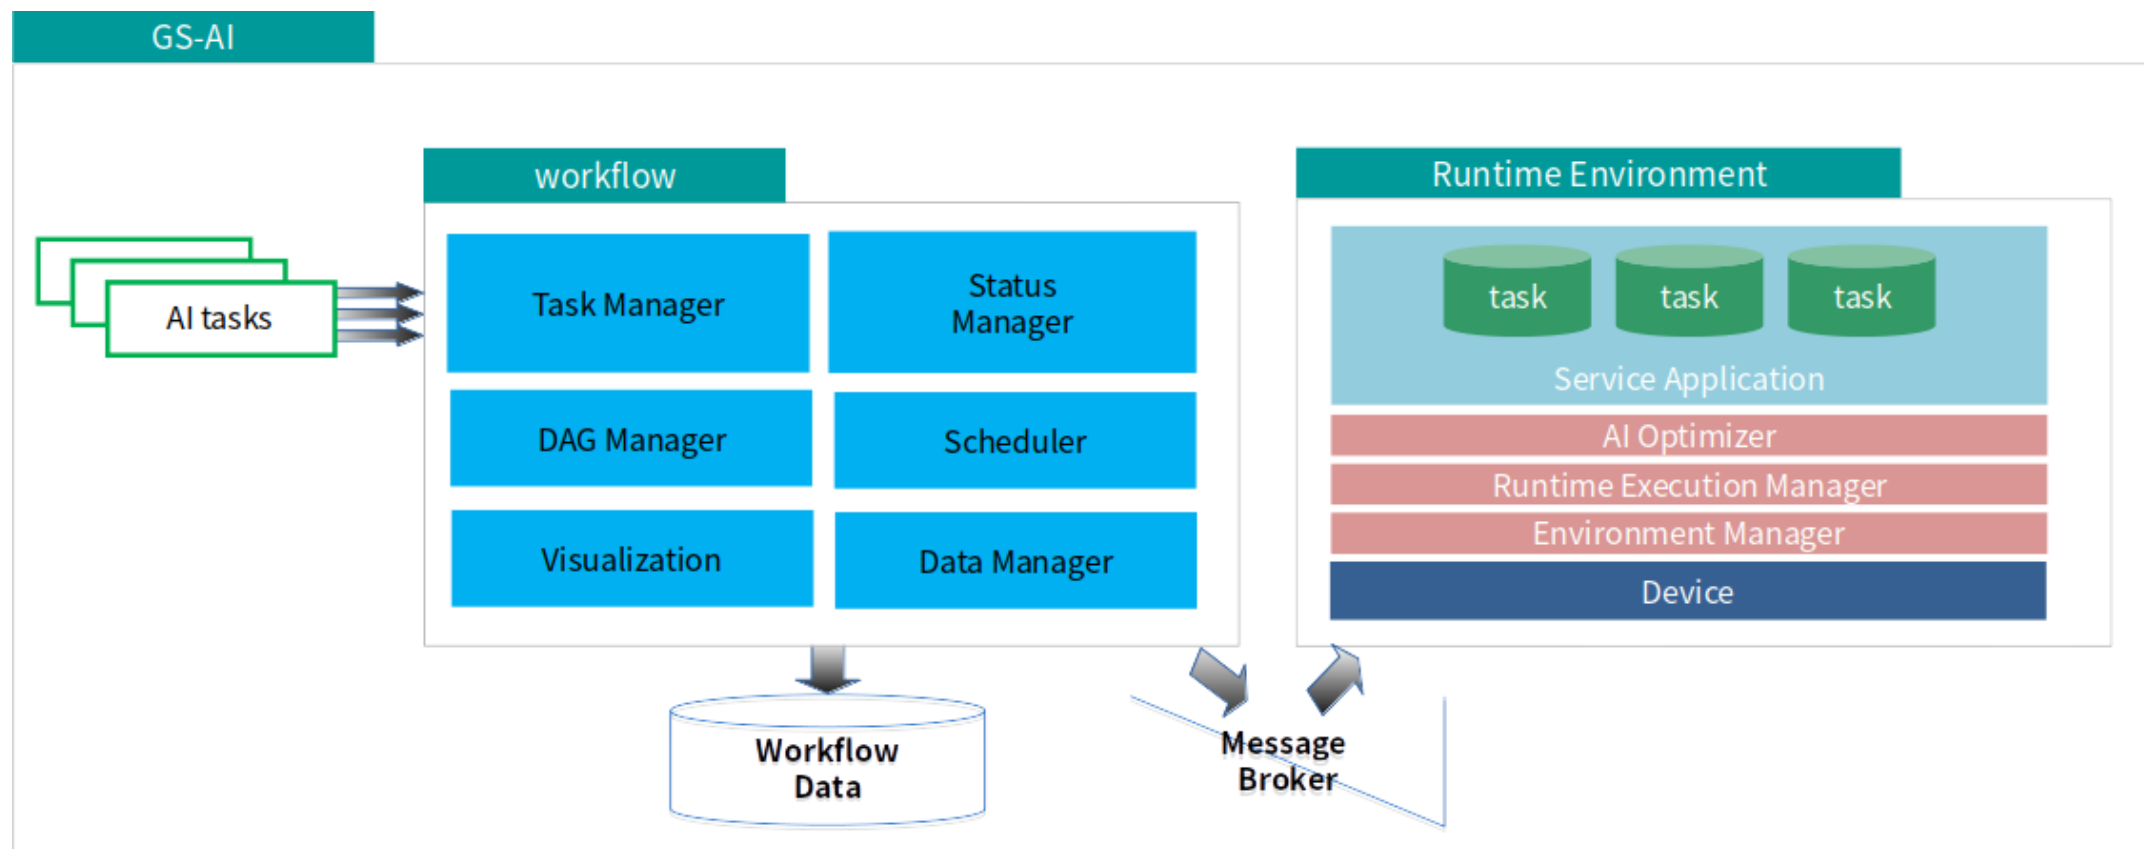 GS-AI
workflow
Runtime Environment
AI tasks
Task Manager
Status
Manager
DAG Manager
Scheduler
Visualization
Data Manager
task
task
task
Service Application
AI Optimizer
Runtime Execution Manager
Environment Manager
Device
Workflow
Data
Message
Broker